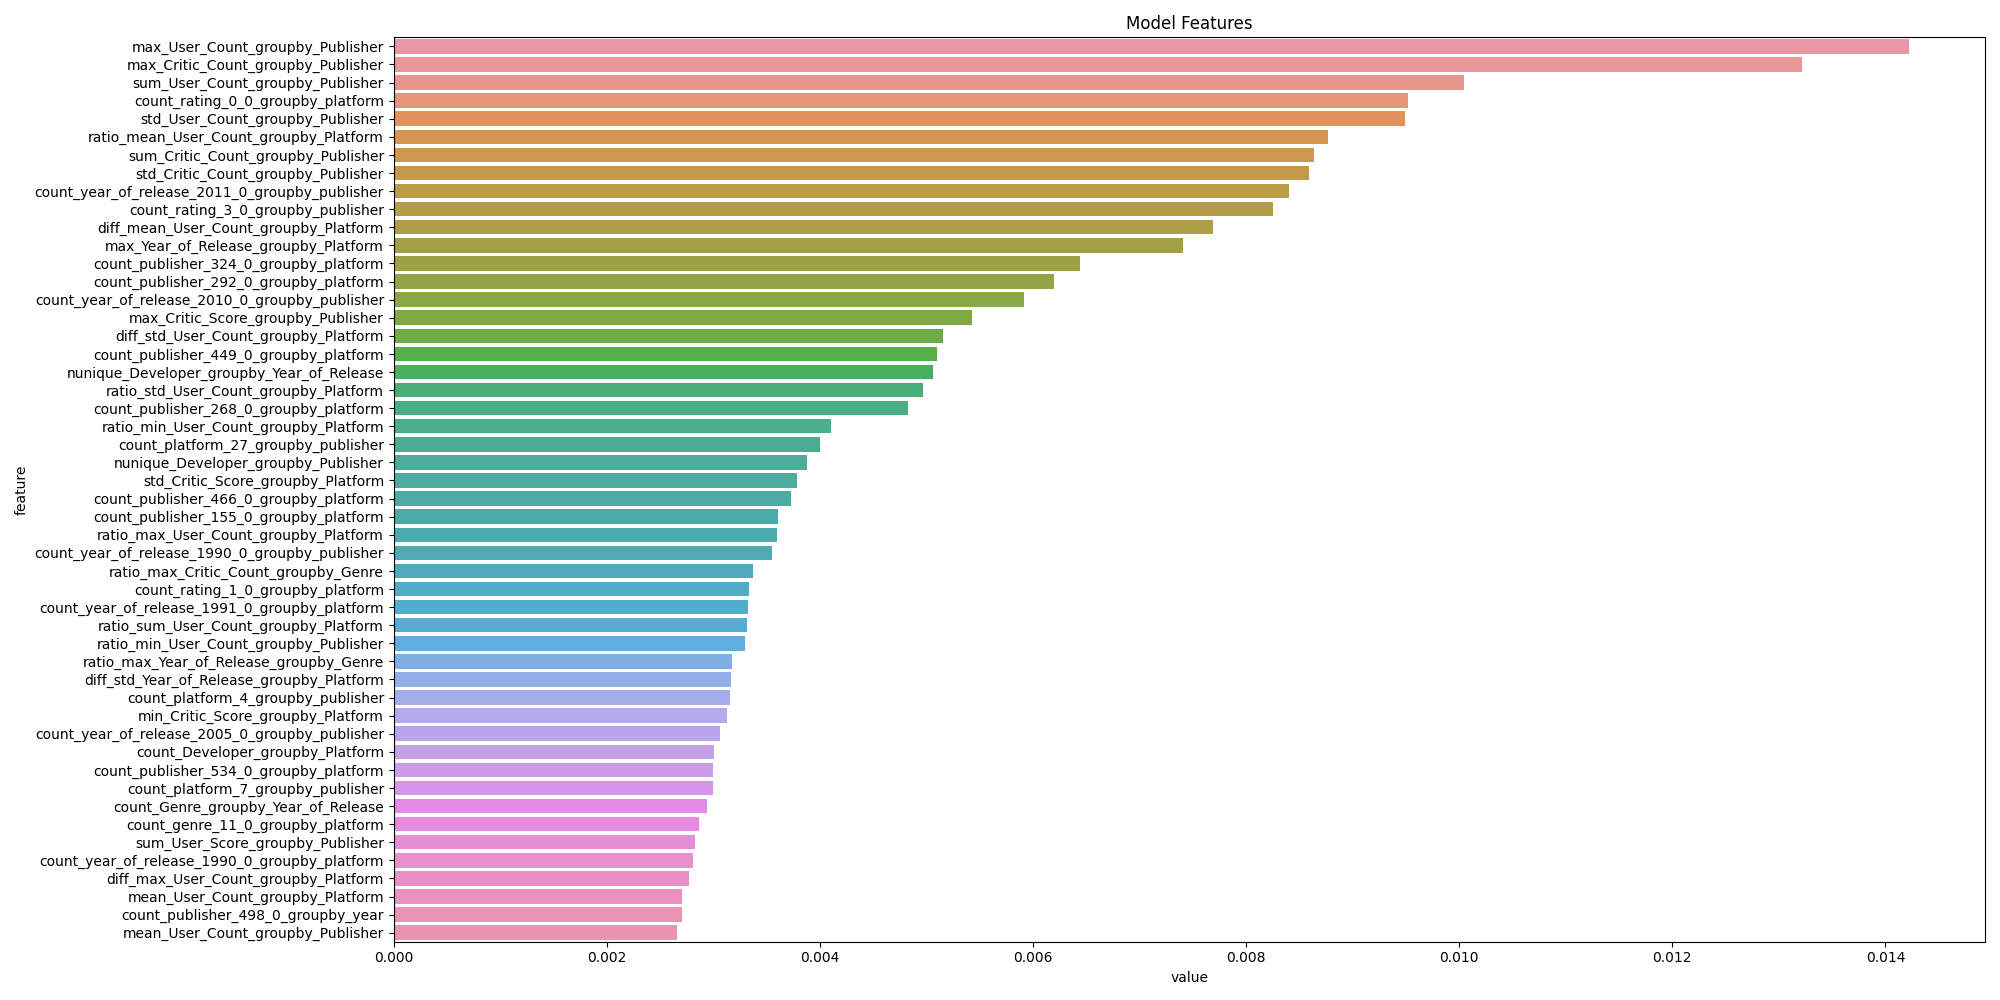 Model Features
max_User_Count_groupby_Publisher
max_Critic_Count_groupby_Publisher
sum_User_Count_groupby_Publisher
count_rating_0_0_groupby_platform
std_User_Count_groupby_Publisher
ratio_mean_User_Count_groupby_Platform
sum_Critic_Count_groupby_Publisher
std_Critic_Count_groupby_Publisher
count_year_of_release_2011_0_groupby_publisher
count_rating_3_0_groupby_publisher
diff_mean_User_Count_groupby_Platform
max_Year_of_Release_groupby_Platform
count_publisher_324_0_groupby_platform
count_publisher_292_0_groupby_platform
count_year_of_release_2010_0_groupby_publisher
max_Critic_Score_groupby_Publisher
diff_std_User_Count_groupby_Platform
count_publisher_449_0_groupby_platform
nunique_Developer_groupby_Year_of_Release
ratio_std_User_Count_groupby_Platform
count_publisher_268_0_groupby_platform
ratio_min_User_Count_groupby_Platform
count_platform_27_groupby_publisher
nunique_Developer_groupby_Publisher
std_Critic_Score_groupby_Platform
count_publisher_466_0_groupby_platform
count_publisher_155_0_groupby_platform
ratio_max_User_Count_groupby_Platform
count_year_of_release_1990_0_groupby_publisher
ratio_max_Critic_Count_groupby_Genre
count_rating_1_0_groupby_platform
count_year_of_release_1991_0_groupby_platform
ratio_sum_User_Count_groupby_Platform
ratio_min_User_Count_groupby_Publisher
ratio_max_Year_of_Release_groupby_Genre
diff_std_Year_of_Release_groupby_Platform
count_platform_4_groupby_publisher
min_Critic_Score_groupby_Platform
count_year_of_release_2005_0_groupby_publisher
count_Developer_groupby_Platform
count_publisher_534_0_groupby_platform
count_platform_7_groupby_publisher
count_Genre_groupby_Year_of_Release
count_genre_11_0_groupby_platform
sum_User_Score_groupby_Publisher
count_year_of_release_1990_0_groupby_platform
diff_max_User_Count_groupby_Platform
mean_User_Count_groupby_Platform
count_publisher_498_0_groupby_year
mean_User_Count_groupby_Publisher
feature
0.000 0.002 0.004 0.006 0.008 0.010 0.012 0.014
value